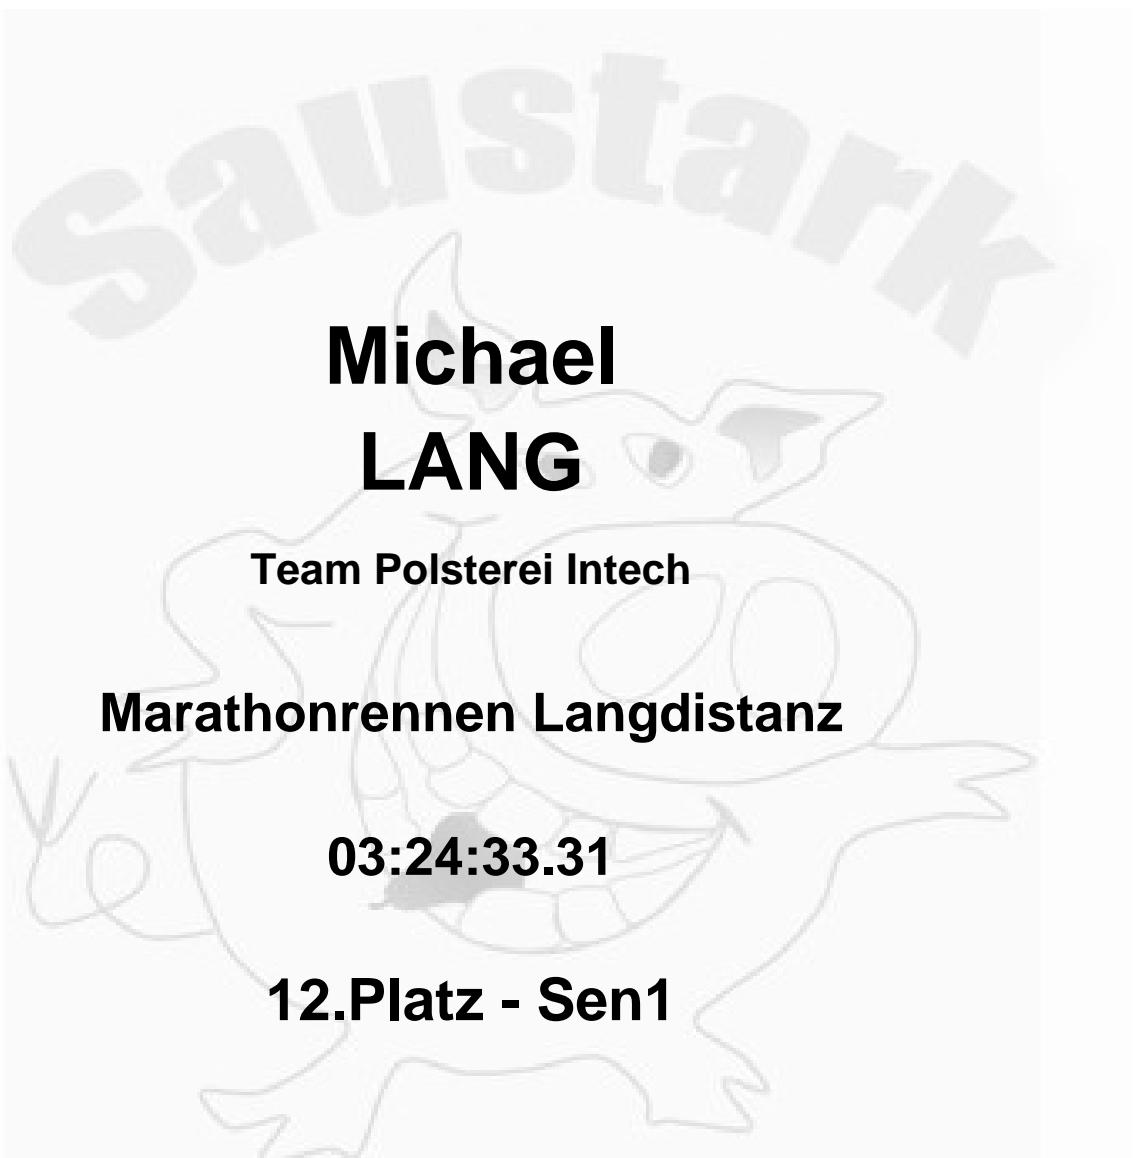 Saustark
Michael
LANG
Team Polsterei Intech
Marathonrennen Langdistanz
03:24:33.31
12.Platz - Sen1